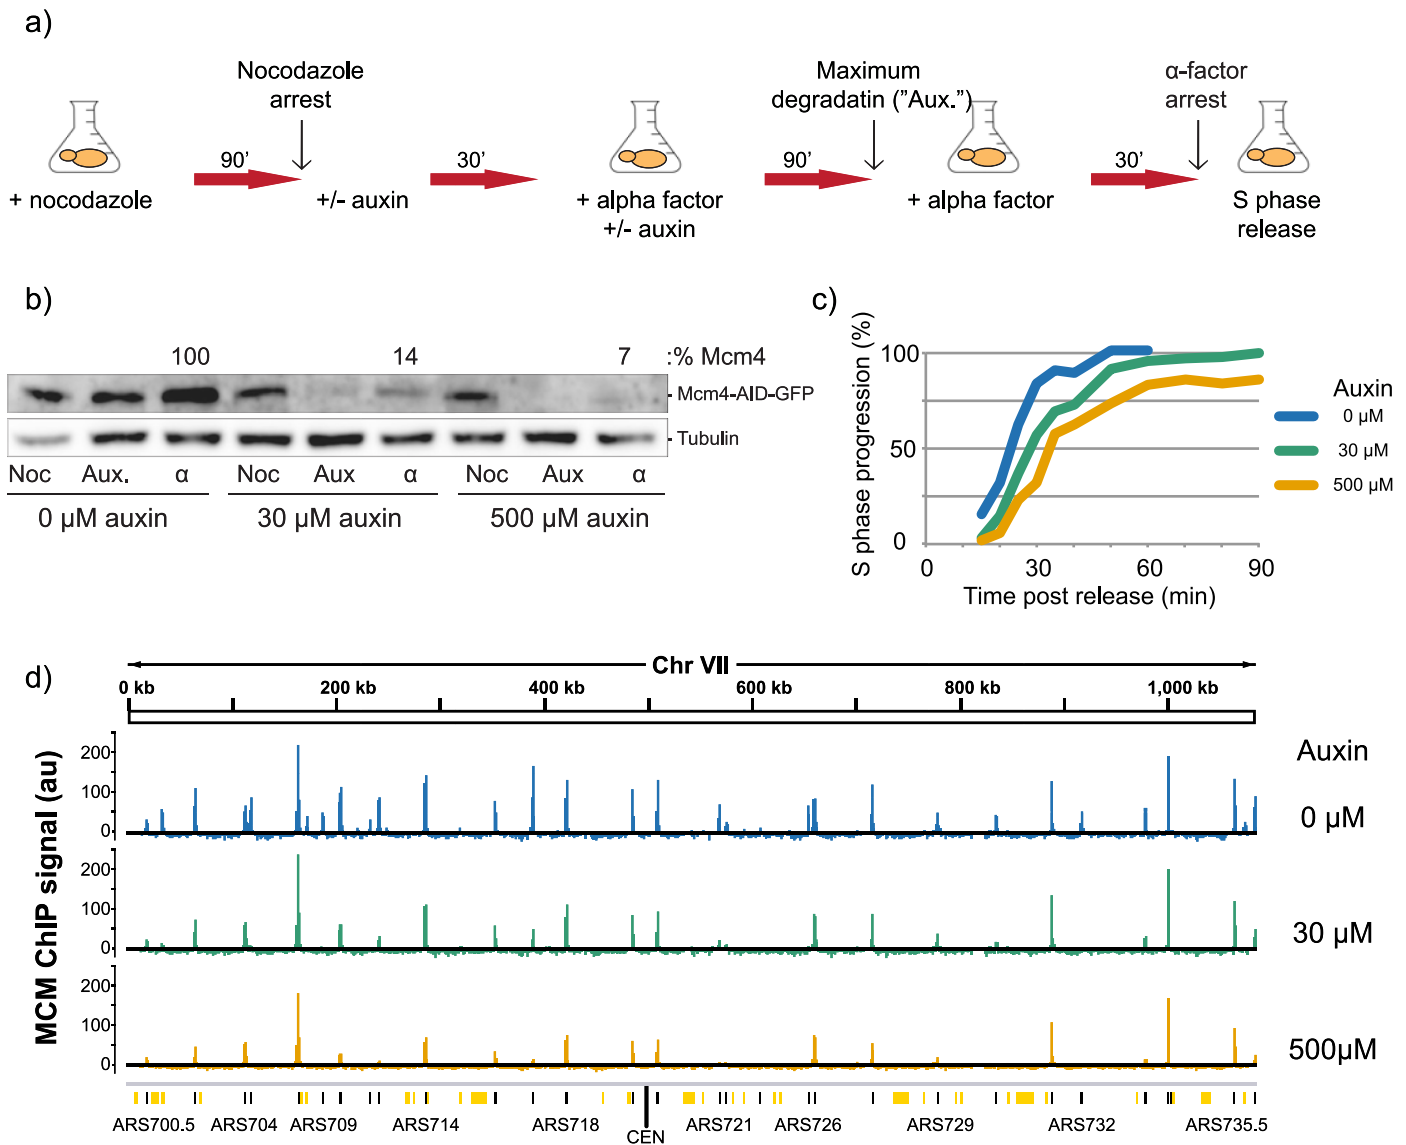 a)
Nocodazole
arrest
Maximum
degradatin ("Aux.")
α-factor
arrest
90'
30'
90'
30'
+ nocodazole
+/- auxin
+ alpha factor
+/- auxin
+ alpha factor
S phase
release
b)
100 14 7 :% Mcm4
Mcm4-AID-GFP
Tubulin
Noc Aux. α Noc Aux α Noc Aux α
0 µM auxin 30 µM auxin 500 µM auxin
c)
S phase progression (%)
100
50
0
0 30 60 90
Time post release (min)
Auxin
0 µM
30 µM
500 µM
d)
Chr VII
0 kb 200 kb 400 kb 600 kb 800 kb 1,000 kb
MCM ChIP signal (au)
200
100
0
200
100
0
200
100
0
Auxin
0 µM
30 µM
500µM
ARS700.5 ARS704 ARS709 ARS714 ARS718 CEN ARS721 ARS726 ARS729 ARS732 ARS735.5